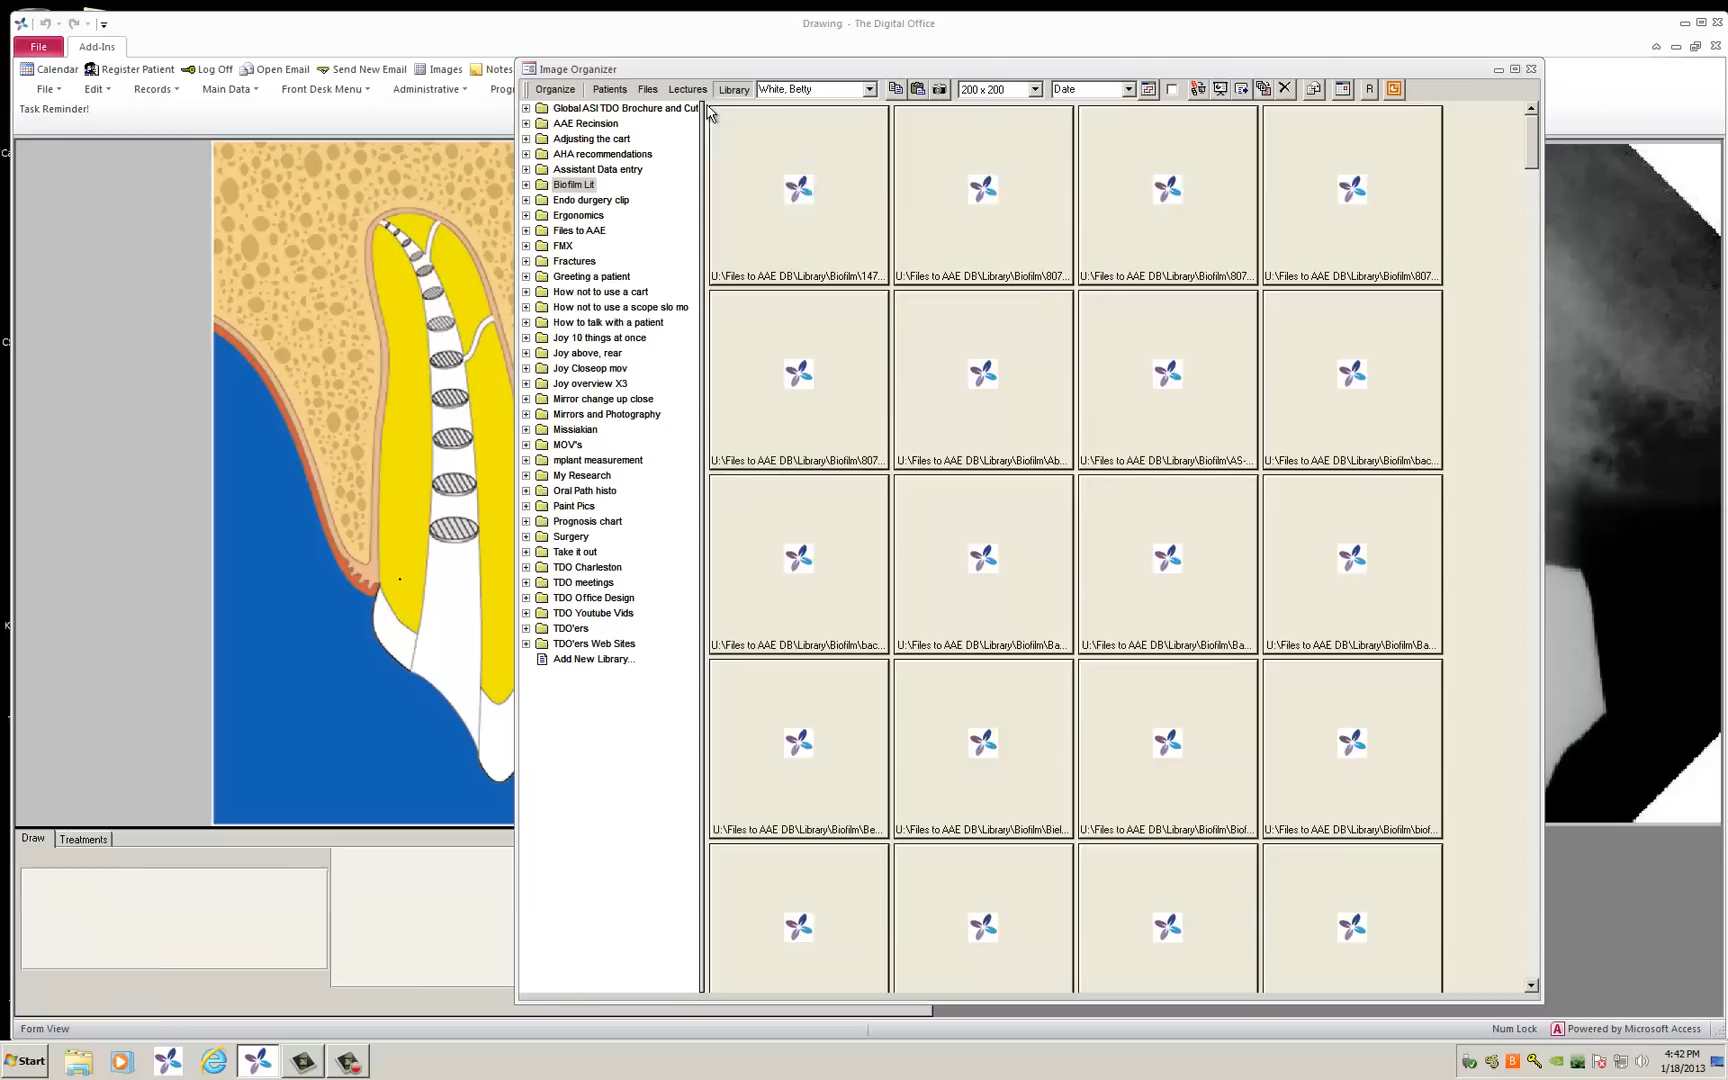 Drawing - The Digital Office
File Add-Ins
Calendar Register Patient Log Off Open Email Send New Email Images Notes
File Edit Records Main Data Front Desk Menu Administrative
Task Reminder!
Image Organizer
Organize Patients Files Lectures Library White, Betty 200 x 200 Date R
Global ASI TDO Brochure and Cut
AAE Recinsion
Adjusting the cart
AHA recommendations
Assistant Data entry
Biofilm Lit
Endo durgery clip
Ergonomics
Files to AAE
FMX
Fractures
Greeting a patient
How not to use a cart
How not to use a scope slo mo
How to talk with a patient
Joy 10 things at once
Joy above, rear
Joy Closeop mov
Joy overview X3
Mirror change up close
Mirrors and Photography
Missiakian
MOV's
mplant measurement
My Research
Oral Path histo
Paint Pics
Prognosis chart
Surgery
Take it out
TDO Charleston
TDO meetings
TDO Office Design
TDO Youtube Vids
TDO'ers
TDO'ers Web Sites
Add New Library...
U:\Files to AAE DB\Library\Biofilm\147... U:\Files to AAE DB\Library\Biofilm\807... U:\Files to AAE DB\Library\Biofilm\807... U:\Files to AAE DB\Library\Biofilm\807...
U:\Files to AAE DB\Library\Biofilm\807... U:\Files to AAE DB\Library\Biofilm\Ab... U:\Files to AAE DB\Library\Biofilm\AS-... U:\Files to AAE DB\Library\Biofilm\bac...
U:\Files to AAE DB\Library\Biofilm\bac... U:\Files to AAE DB\Library\Biofilm\Ba... U:\Files to AAE DB\Library\Biofilm\Ba... U:\Files to AAE DB\Library\Biofilm\Ba...
U:\Files to AAE DB\Library\Biofilm\Be... U:\Files to AAE DB\Library\Biofilm\Biel... U:\Files to AAE DB\Library\Biofilm\Biof... U:\Files to AAE DB\Library\Biofilm\biof...
Draw Treatments
Form View Num Lock Powered by Microsoft Access
Start
4:42 PM
1/18/2013